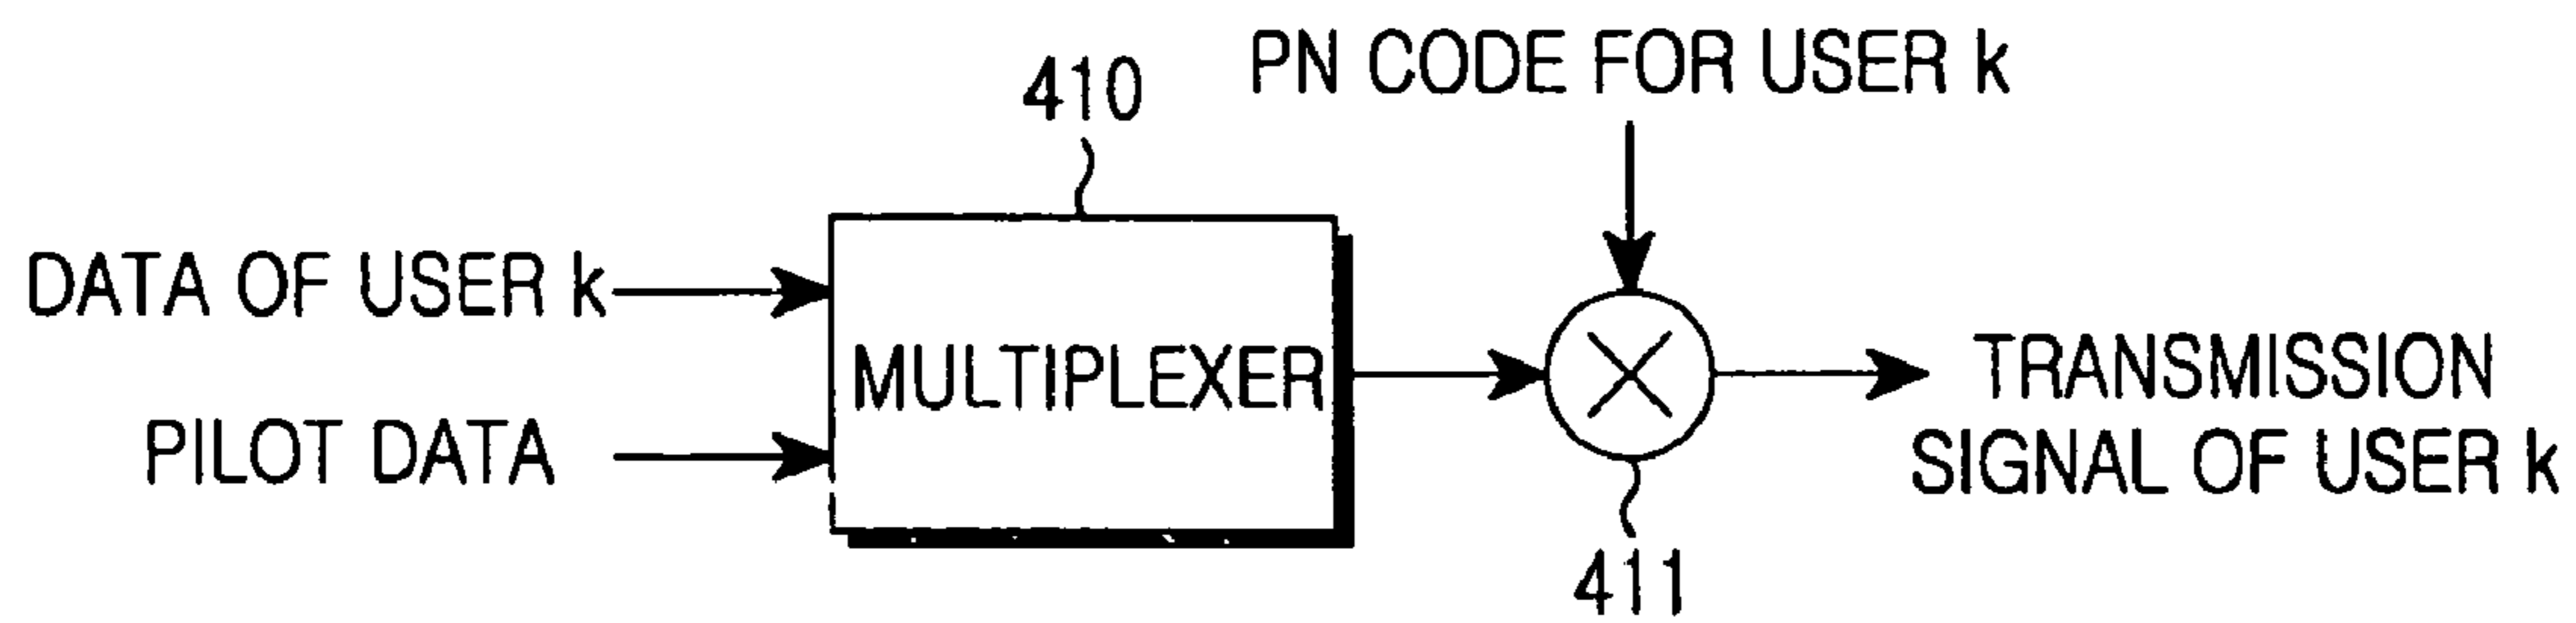 410
PN CODE FOR USER k
DATA OF USER k
MULTIPLEXER
PILOT DATA
TRANSMISSION
SIGNAL OF USER k
411